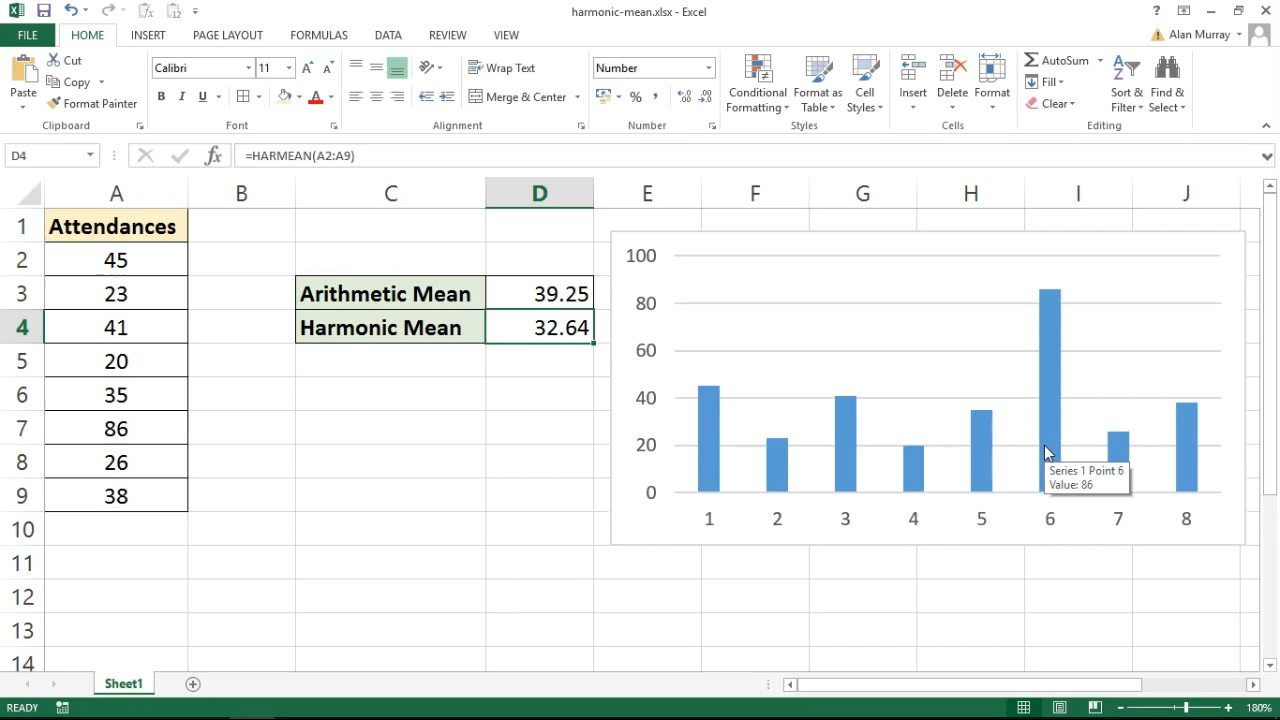 harmonic-mean.xlsx - Excel
?
FILE HOME INSERT PAGE LAYOUT FORMULAS DATA REVIEW VIEW Alan Murray
Paste
Cut
Copy
Format Painter
Clipboard
Calibri 11
B I U
Font
Wrap Text
Merge & Center
Alignment
Number
%
Number
Conditional Formatting
Format as Table
Cell Styles
Styles
Insert Delete Format
Cells
AutoSum
Fill
Clear
Sort & Filter
Find & Select
Editing
D4 fx =HARMEAN(A2:A9)
A B C D E F G H I J
1 Attendances
2 45
3 23 Arithmetic Mean 39.25
4 41 Harmonic Mean 32.64
5 20
6 35
7 86
8 26
9 38
10
11
12
13
14
100
80
60
40
20
0
1 2 3 4 5 6 7 8
Series 1 Point 6
Value: 86
Sheet1
READY 180%